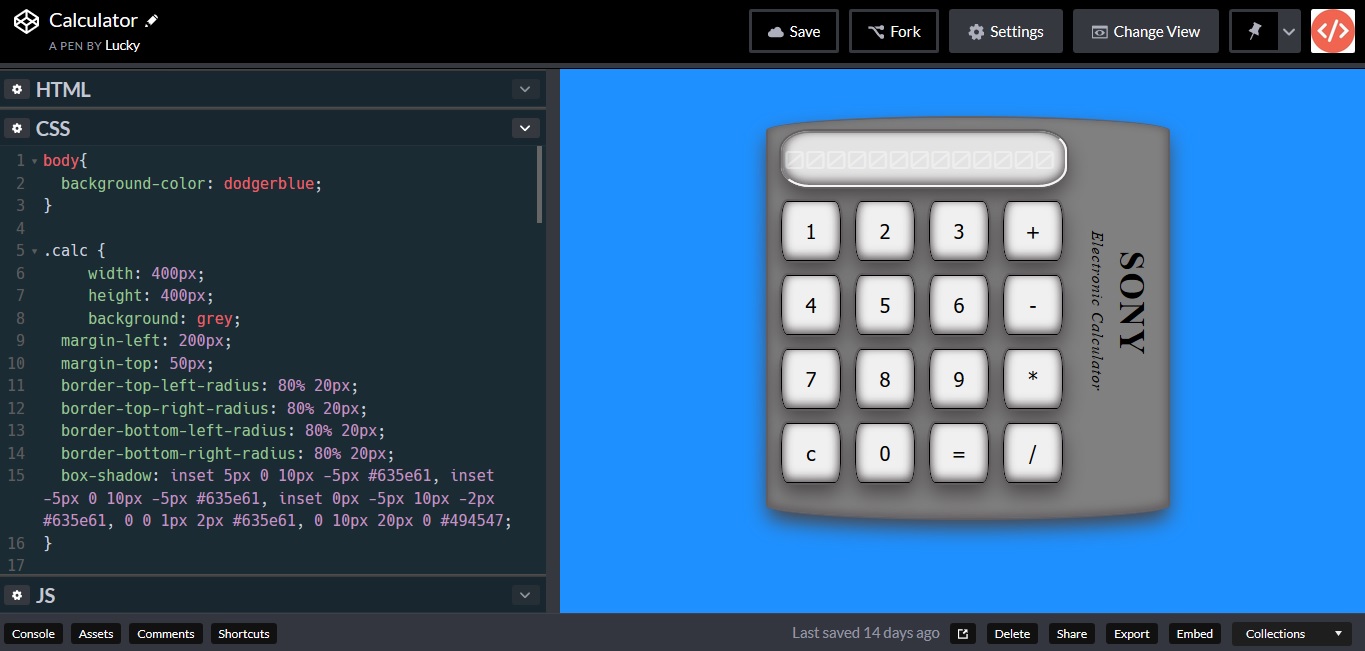 Calculator
A PEN BY Lucky
Save
Fork
Settings
Change View
HTML
CSS
1 body{
2 background-color: dodgerblue;
3 }
4
5 .calc {
6 width: 400px;
7 height: 400px;
8 background: grey;
9 margin-left: 200px;
10 margin-top: 50px;
11 border-top-left-radius: 80% 20px;
12 border-top-right-radius: 80% 20px;
13 border-bottom-left-radius: 80% 20px;
14 border-bottom-right-radius: 80% 20px;
15 box-shadow: inset 5px 0 10px -5px #635e61, inset
-5px 0 10px -5px #635e61, inset 0px -5px 10px -2px
#635e61, 0 0 1px 2px #635e61, 0 10px 20px 0 #494547;
16 }
17
JS
1 2 3 +
4 5 6 -
7 8 9 *
c 0 = /
SONY
Electronic Calculator
Console
Assets
Comments
Shortcuts
Last saved 14 days ago
Delete
Share
Export
Embed
Collections